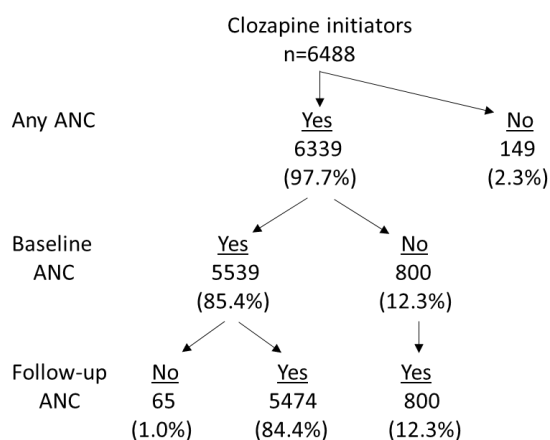 Clozapine initiators
n=6488
Any ANC
Yes
No
6339
149
(97.7%)
(2.3%)
Baseline
ANC
Yes
No
5539
800
(85.4%)
(12.3%)
Follow-up
ANC
No
Yes
Yes
65
5474
800
(1.0%)
(84.4%)
(12.3%)